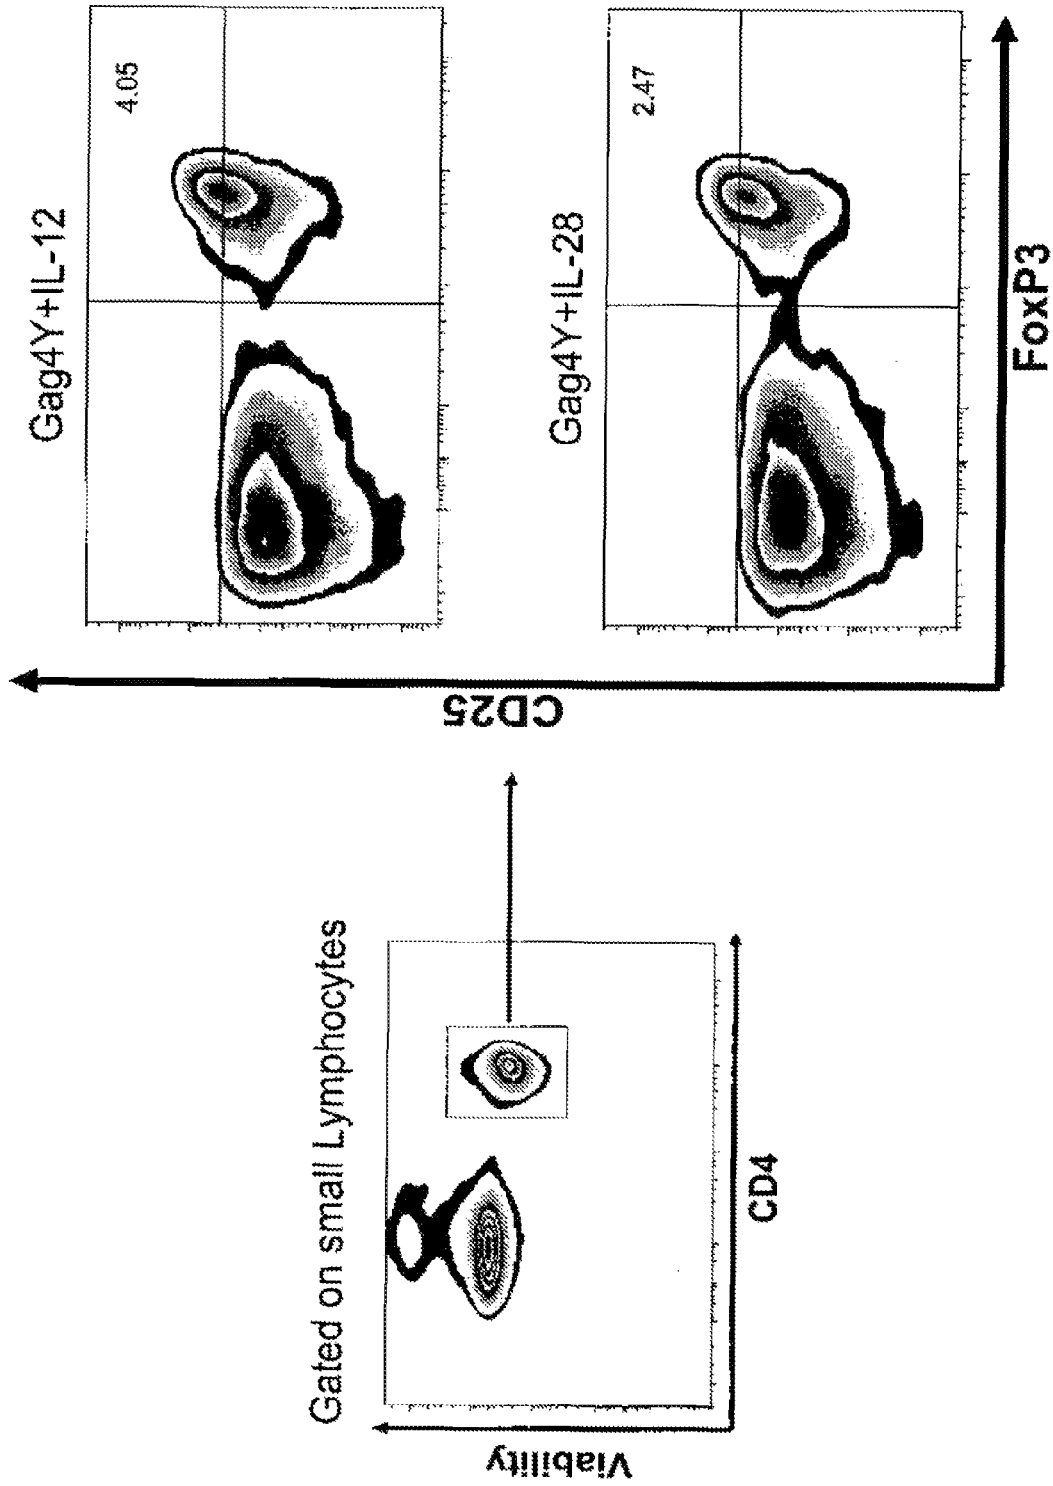 Gated on small Lymphocytes
Viability
CD4
CD25
Gag4Y+IL-12
4.05
Gag4Y+IL-28
2.47
FoxP3